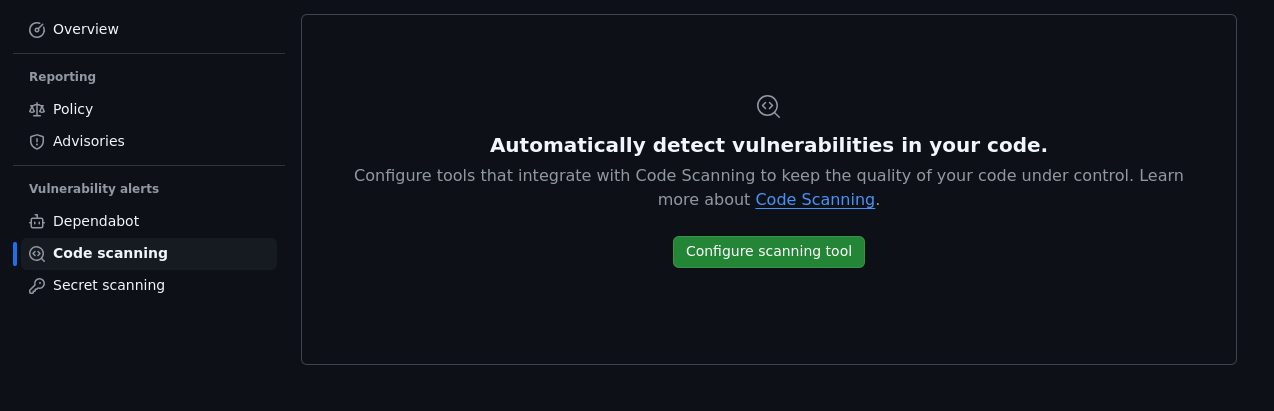 Overview
Reporting
Policy
Advisories
Vulnerability alerts
Dependabot
Code scanning
Secret scanning
Automatically detect vulnerabilities in your code.
Configure tools that integrate with Code Scanning to keep the quality of your code under control. Learn
more about Code Scanning.
Configure scanning tool